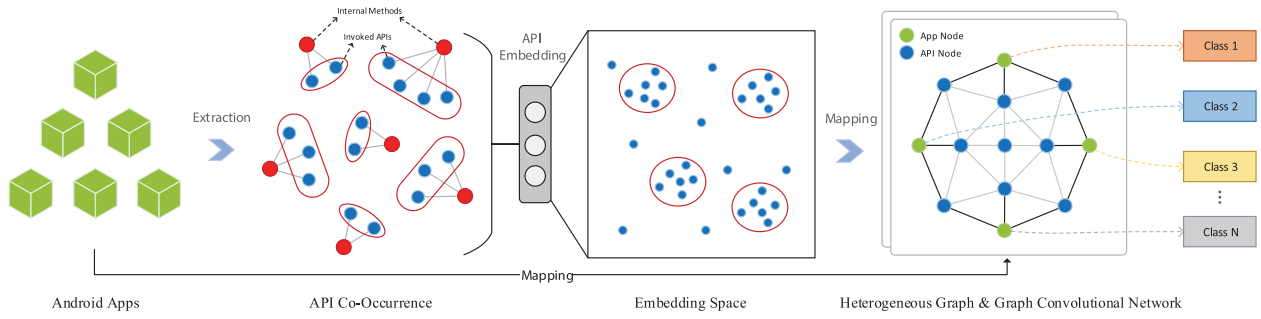 Internal Methods
Invoked APIs
Extraction
API
Embedding
Mapping
App Node
API Node
Class 1
Class 2
Class 3
⋮
Class N
Mapping
Android Apps
API Co-Occurrence
Embedding Space
Heterogeneous Graph & Graph Convolutional Network